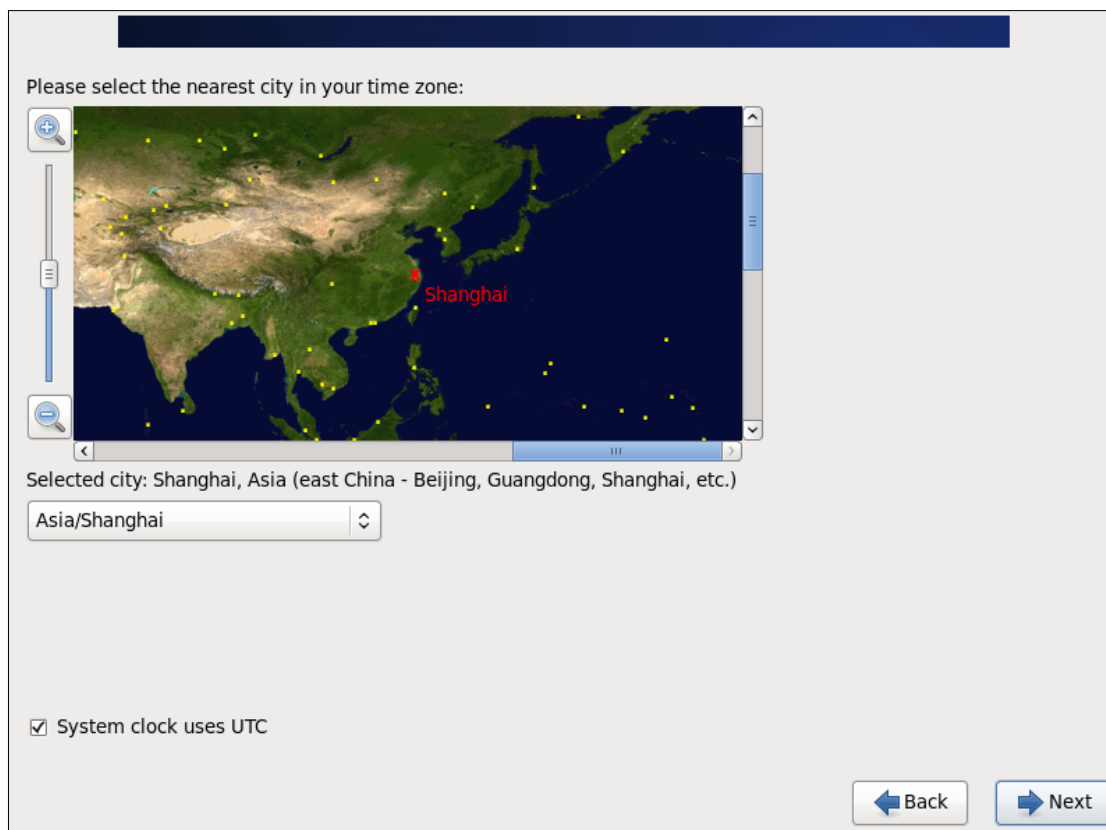 Please select the nearest city in your time zone:
Shanghai
Selected city: Shanghai, Asia (east China - Beijing, Guangdong, Shanghai, etc.)
Asia/Shanghai
System clock uses UTC
Back Next